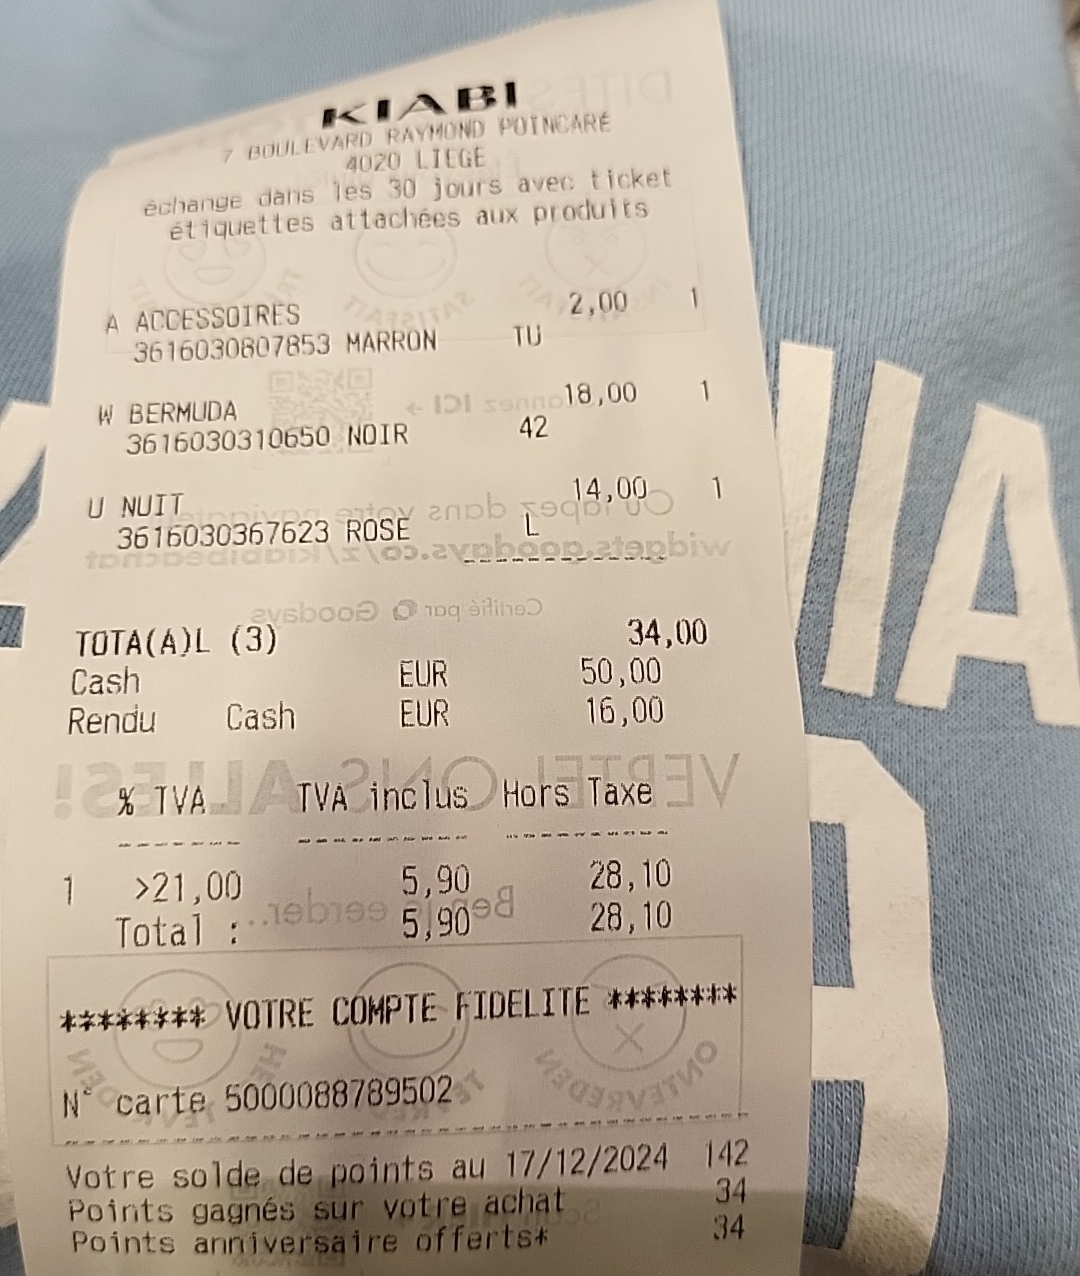 KIABI
7 BOULEVARD RAYMOND POINCARÉ
4020 LIEGE
échange dans les 30 jours avec ticket
étiquettes attachées aux produits
A ACCESSOIRES 2,00 1
3616030807853 MARRON TU
W BERMUDA 18,00 1
3616030310650 NOIR 42
U NUIT 14,00 1
3616030367623 ROSE L
TOTA(A)L (3) 34,00
Cash EUR 50,00
Rendu Cash EUR 16,00
% TVA TVA inclus Hors Taxe
1 >21,00 5,90 28,10
Total : 5,90 28,10
******** VOTRE COMPTE FIDELITE ********
N° carte 5000088789502
Votre solde de points au 17/12/2024 142
Points gagnés sur votre achat 34
Points anniversaire offerts* 34